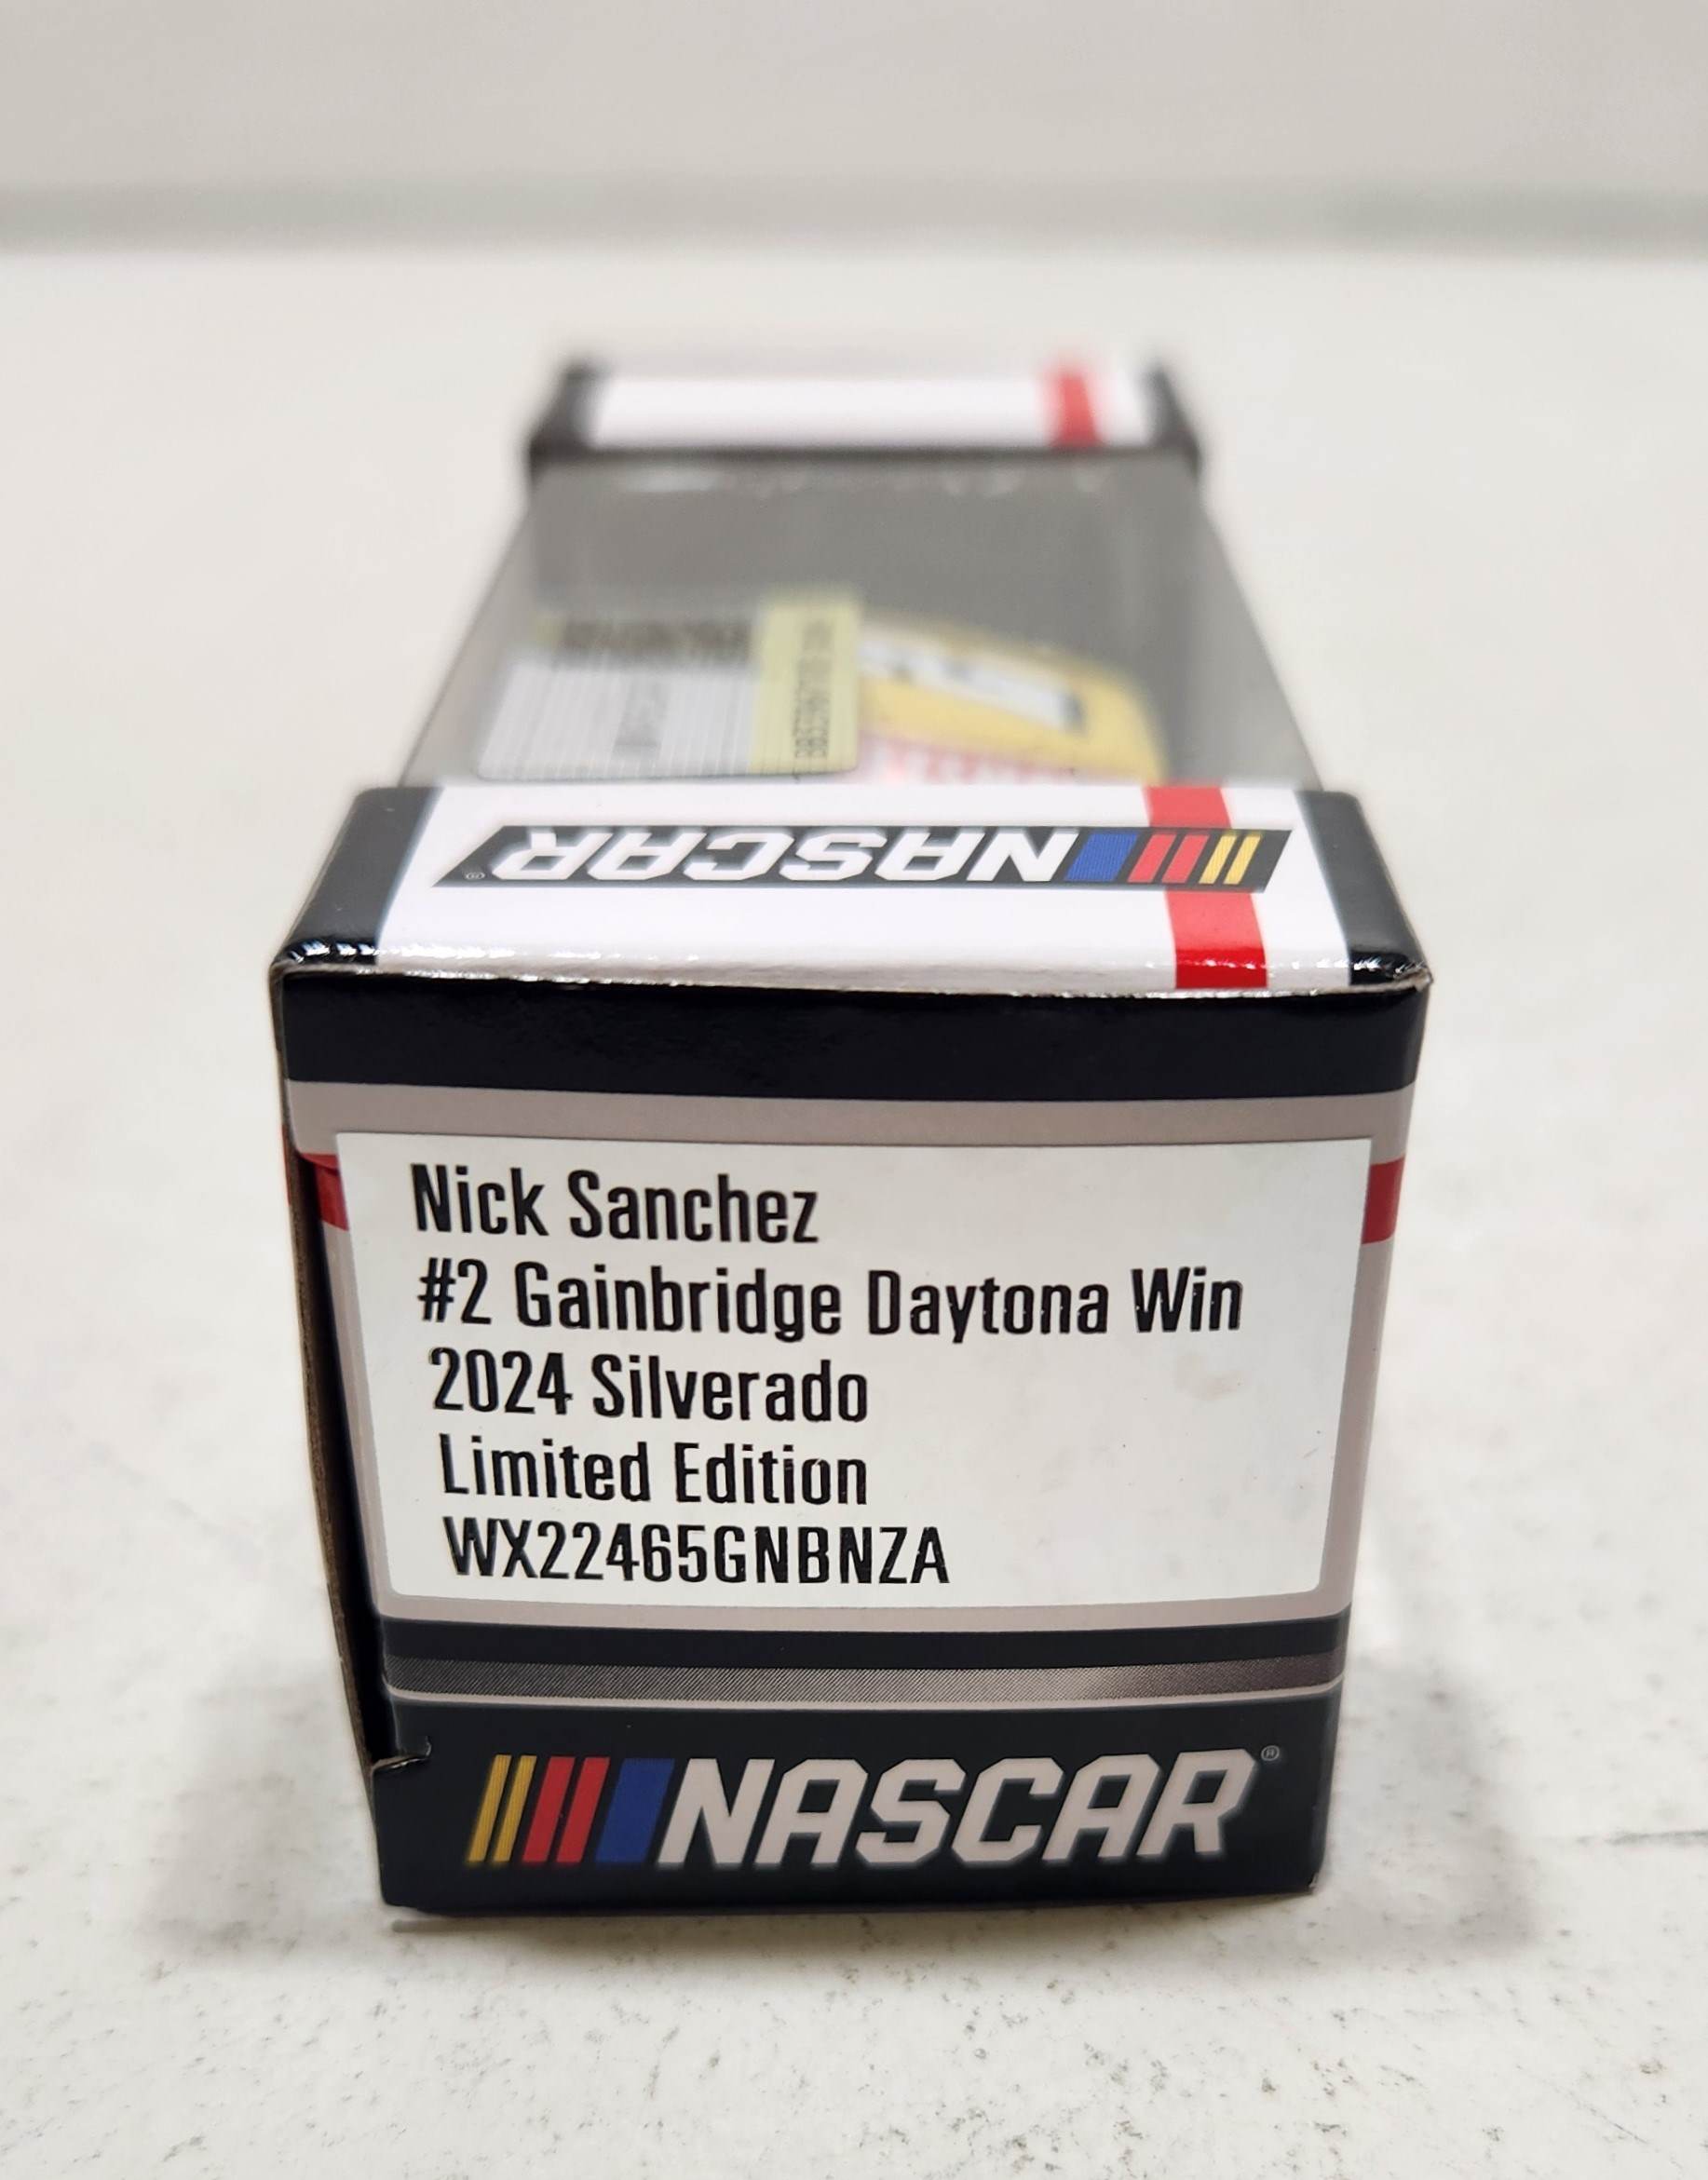 NASCAR
Nick Sanchez
#2 Gainbridge Daytona Win
2024 Silverado
Limited Edition
WX22465GNBNZA
NASCAR®